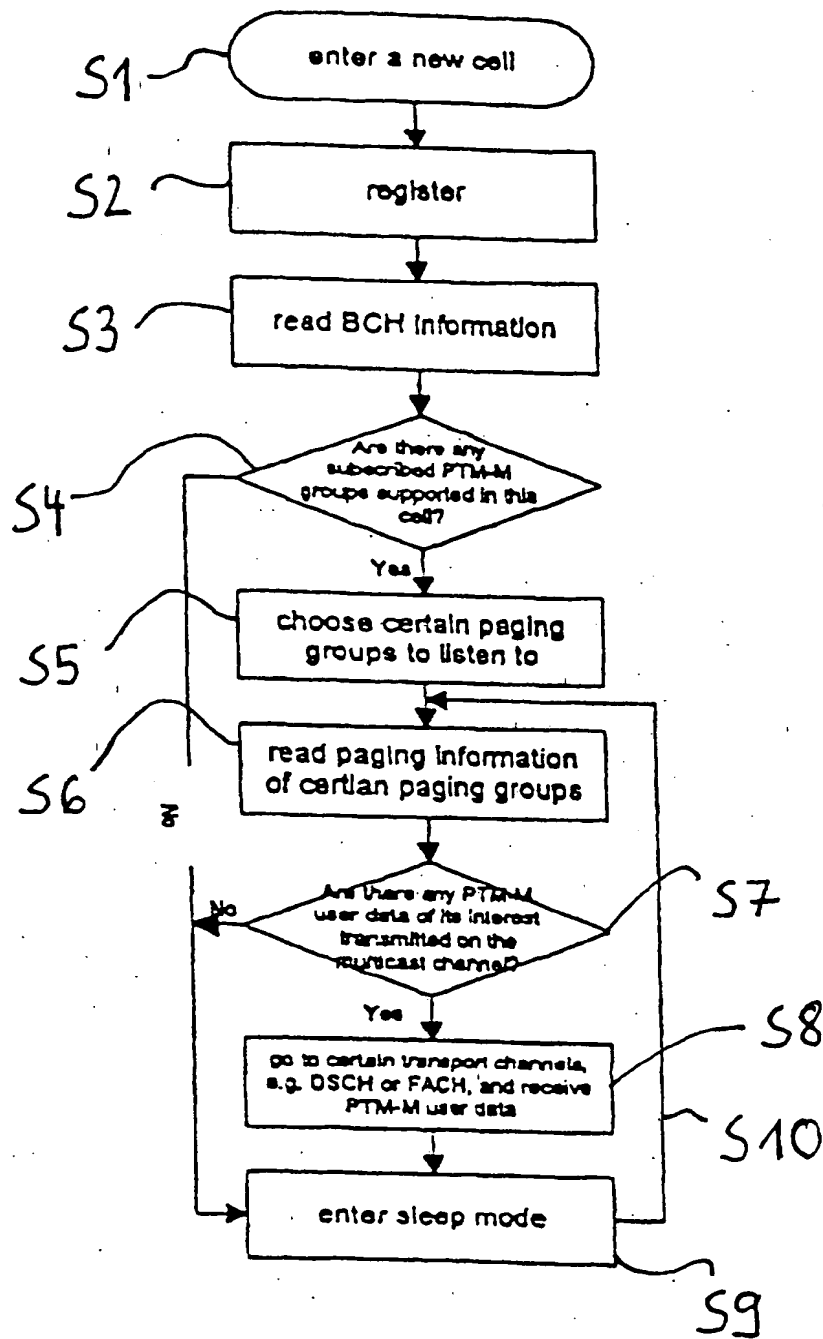 S1
enter a new cell
S2
register
S3
read BCH information
S4
Are there any
subscribed PTM-M
groups supported in this
cell?
Yes
S5
choose certain paging
groups to listen to
S6
read paging information
of certian paging groups
No
Are there any PTM-M
user data of its interest
transmitted on the
multicast channel?
No
S7
Yes
S8
go to certain transport channels,
e.g. DSCH or FACH, and receive
PTM-M user data
S10
enter sleep mode
S9